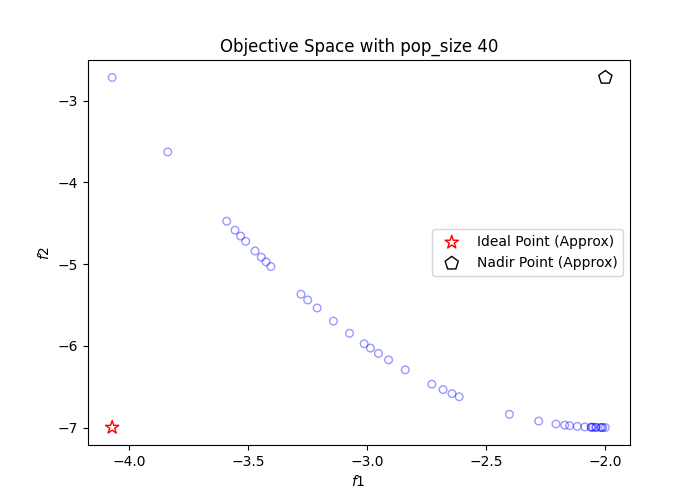 Objective Space with pop_size 40
f2
−3
−4
−5
−6
−7
Ideal Point (Approx)
Nadir Point (Approx)
−4.0
−3.5
−3.0
−2.5
−2.0
f1